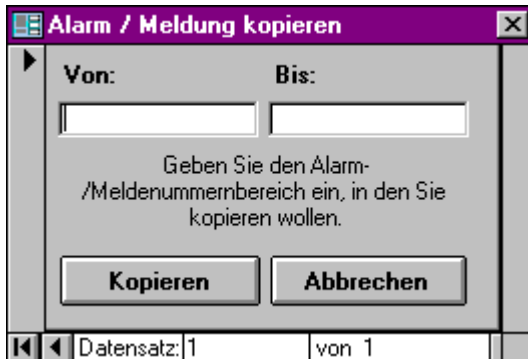 Alarm / Meldung kopieren
Von: Bis:
Geben Sie den Alarm-
/Meldenummernbereich ein, in den Sie
kopieren wollen.
Kopieren Abbrechen
Datensatz: 1 von 1